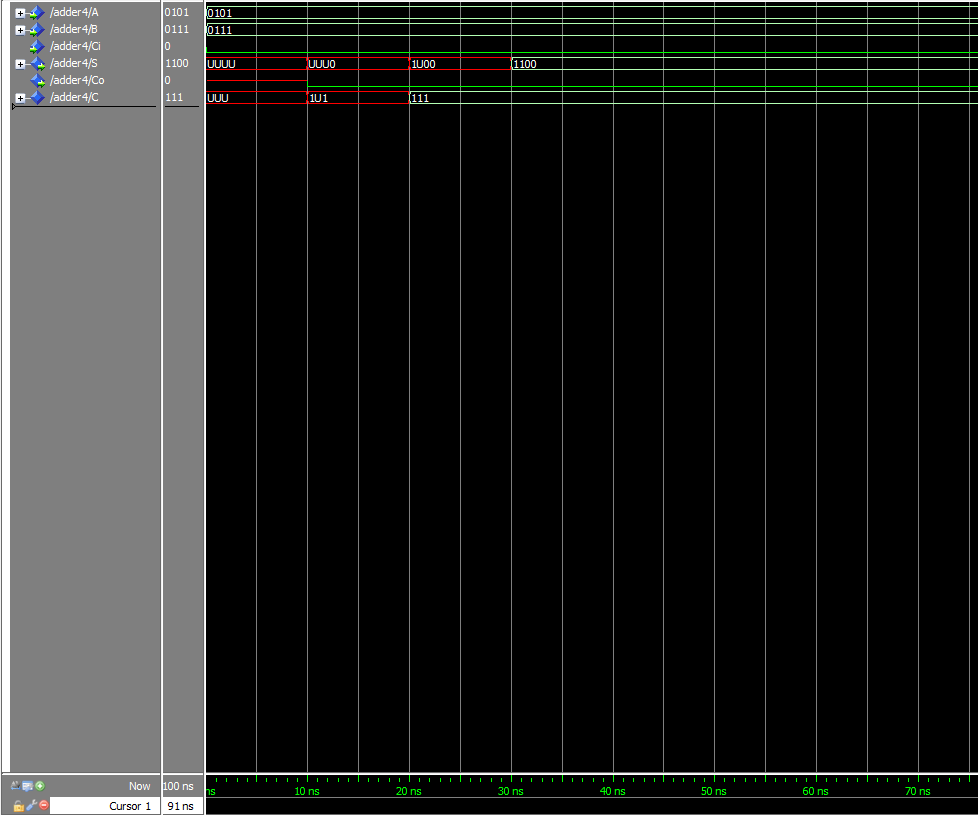 /adder4/A 0101 0101
/adder4/B 0111 0111
/adder4/Ci 0
/adder4/S 1100 UUUU UUU0 1U00 1100
/adder4/Co 0
/adder4/C 111 UUU 1U1 111
Now 100 ns ns 10 ns 20 ns 30 ns 40 ns 50 ns 60 ns 70 ns
Cursor 1 91 ns